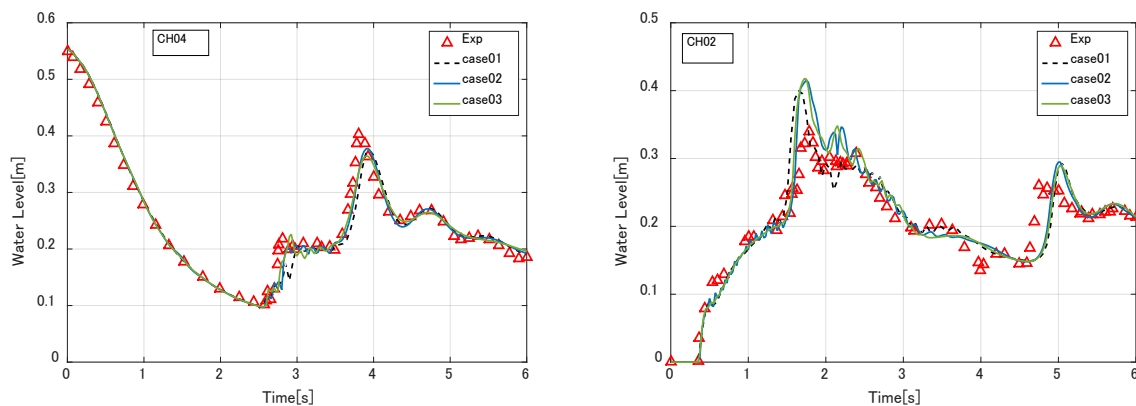 CH04
Exp
case01
case02
case03
Water Level[m]
0.6
0.5
0.4
0.3
0.2
0.1
0
0 1 2 3 4 5 6
Time[s]
CH02
Exp
case01
case02
case03
Water Level[m]
0.5
0.4
0.3
0.2
0.1
0
0 1 2 3 4 5 6
Time[s]